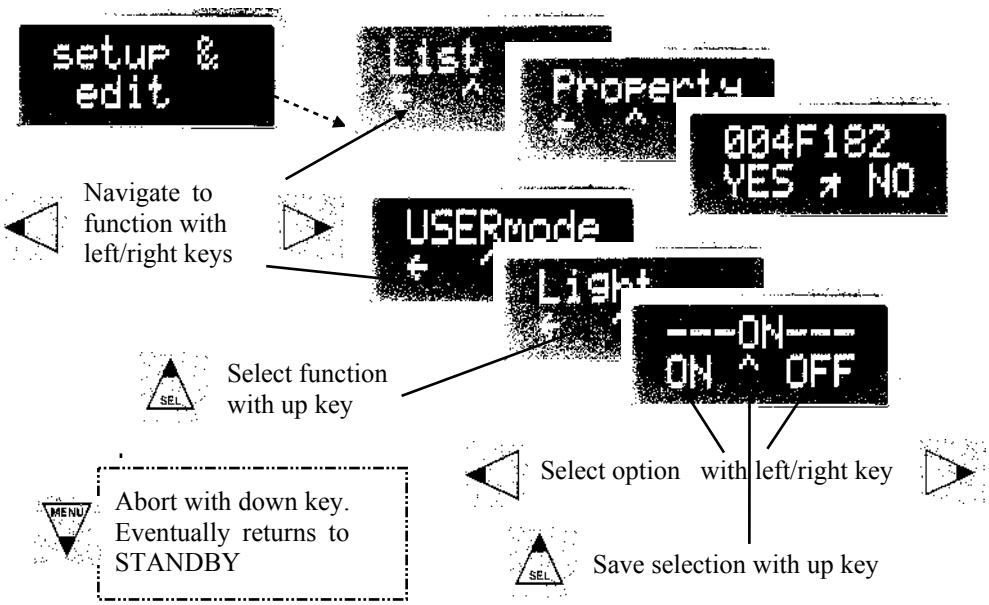 setup &
edit
List
← ^
Property
← ^
004F182
YES ↗ NO
Navigate to
function with
left/right keys
USERmode
← ^
Light
← ^
---ON---
ON ^ OFF
SEL
Select function
with up key
Select option with left/right key
MENU
Abort with down key.
Eventually returns to
STANDBY
SEL
Save selection with up key